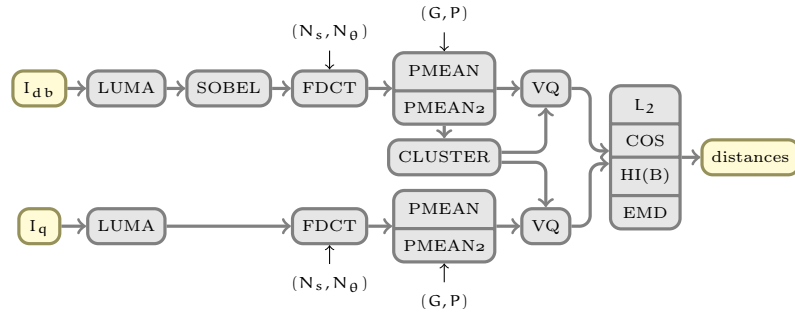 (G, P)
(N_s, N_θ)
I_db
LUMA
SOBEL
FDCT
PMEAN
PMEAN2
VQ
CLUSTER
L_2
COS
HI(B)
EMD
distances
I_q
LUMA
FDCT
PMEAN
PMEAN2
VQ
(N_s, N_θ)
(G, P)